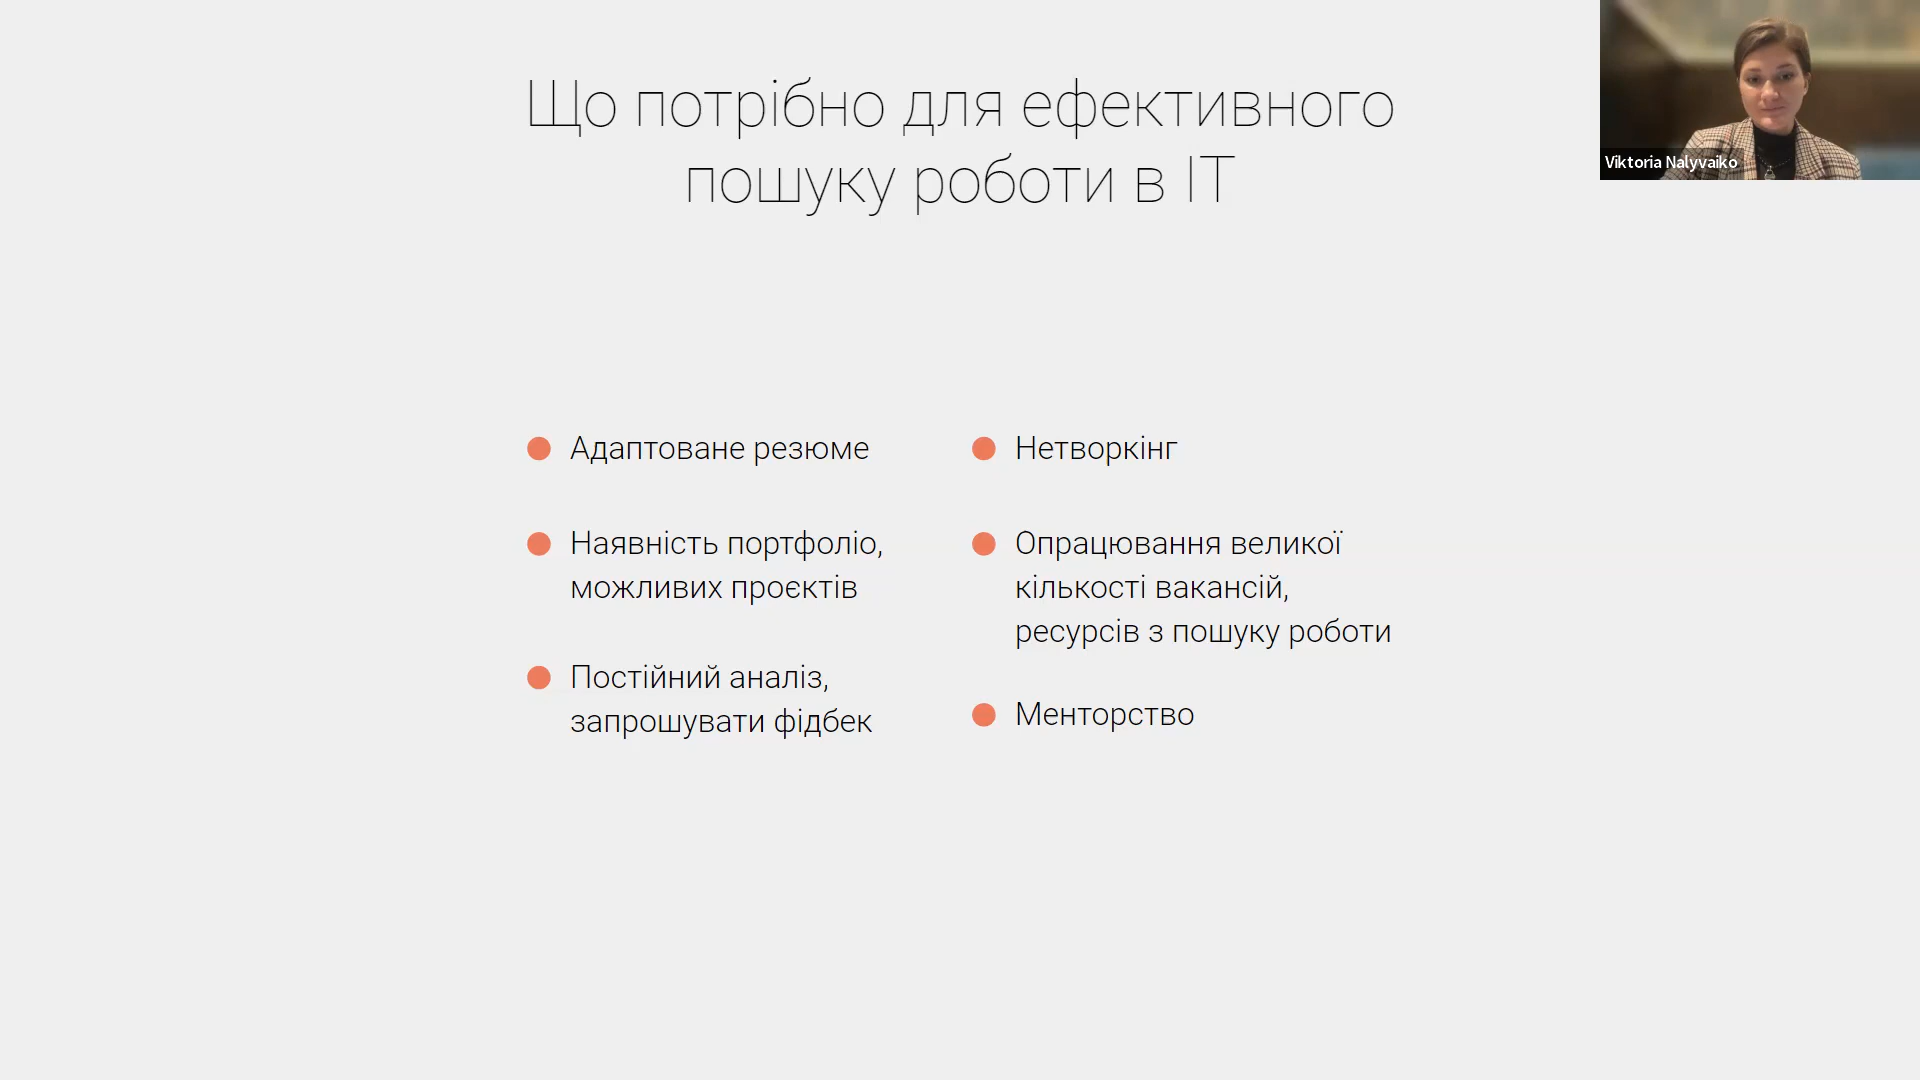 Що потрібно для ефективного
пошуку роботи в ІТ
Viktoria Nalyvaiko
Адаптоване резюме
Наявність портфоліо,
можливих проєктів
Постійний аналіз,
запрошувати фідбек
Нетворкінг
Опрацювання великої
кількості вакансій,
ресурсів з пошуку роботи
Менторство